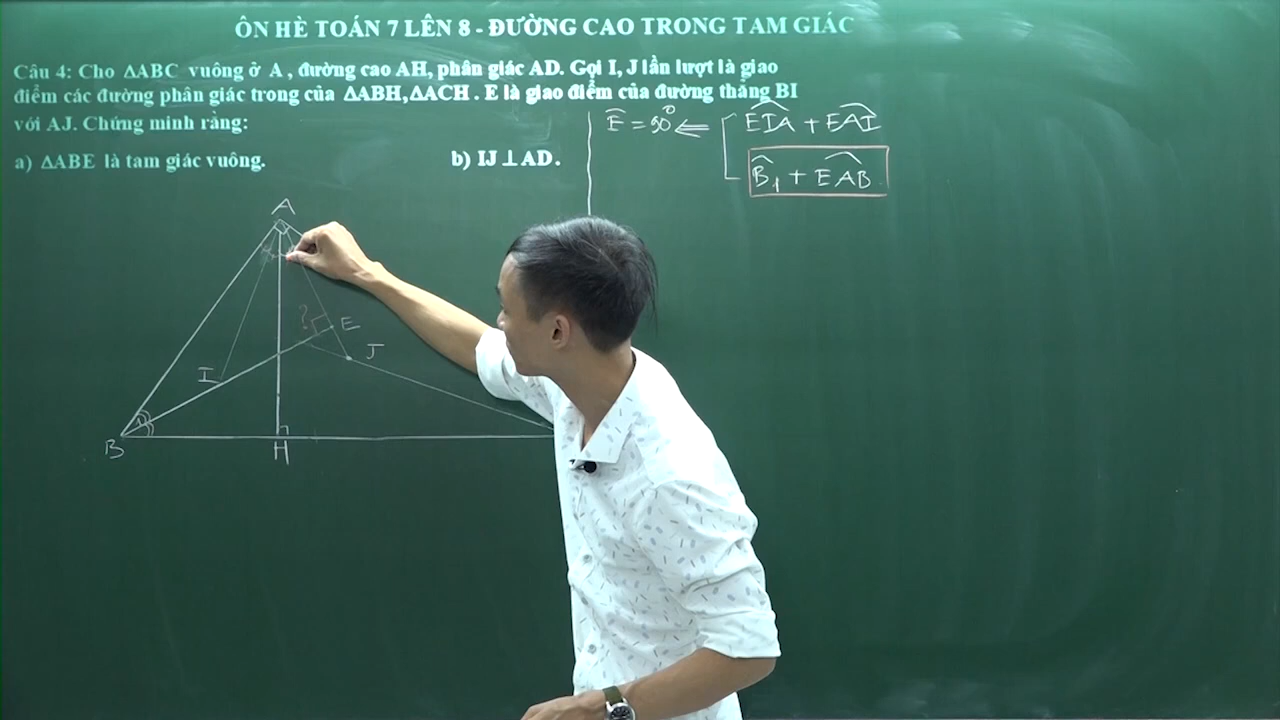 ÔN HÈ TOÁN 7 LÊN 8 - ĐƯỜNG CAO TRONG TAM GIÁC
Câu 4: Cho ΔABC vuông ở A , đường cao AH, phân giác AD. Gọi I, J lần lượt là giao
điểm các đường phân giác trong của ΔABH, ΔACH . E là giao điểm của đường thẳng BI
với AJ. Chứng minh rằng:
a) ΔABE là tam giác vuông.
b) IJ ⊥ AD.
Ê = 90° ⇐
EIA + EAI
B̂₁ + EAB
A
?
E
J
I
1
B
H